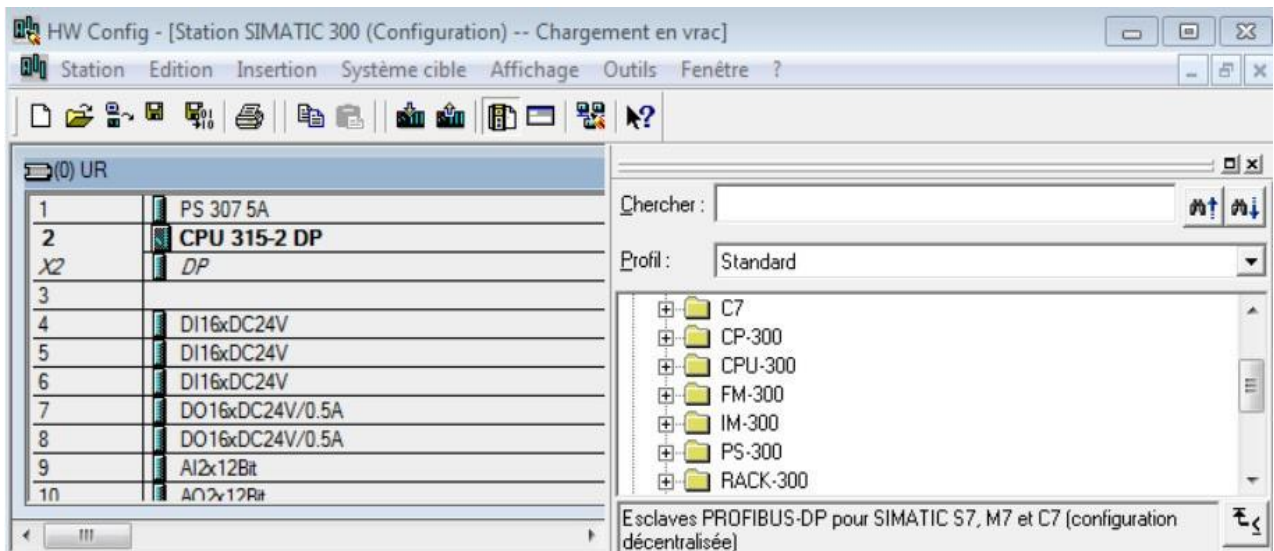 HW Config - [Station SIMATIC 300 (Configuration) -- Chargement en vrac]
Station Edition Insertion Système cible Affichage Outils Fenêtre ?
(0) UR
1 PS 307 5A
2 CPU 315-2 DP
X2 DP
3
4 DI16xDC24V
5 DI16xDC24V
6 DI16xDC24V
7 DO16xDC24V/0.5A
8 DO16xDC24V/0.5A
9 AI2x12Bit
10 AO2x12Bit
Chercher :
Profil : Standard
C7
CP-300
CPU-300
FM-300
IM-300
PS-300
RACK-300
Esclaves PROFIBUS-DP pour SIMATIC S7, M7 et C7 (configuration
décentralisée)